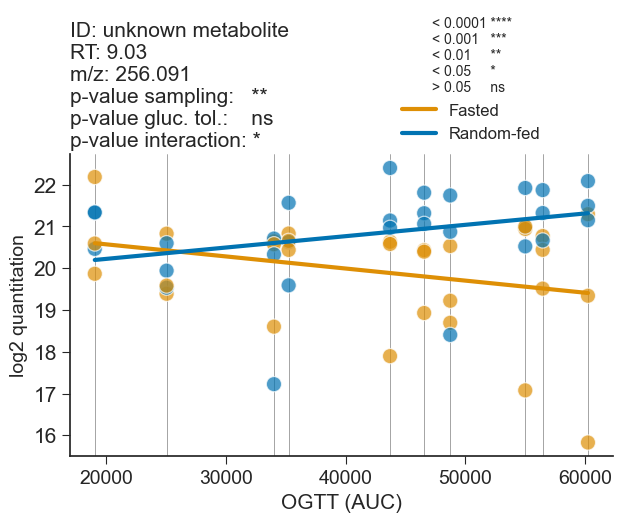 ID: unknown metabolite
RT: 9.03
m/z: 256.091
p-value sampling: **
p-value gluc. tol.: ns
p-value interaction: *
< 0.0001 ****
< 0.001 ***
< 0.01 **
< 0.05 *
> 0.05 ns
Fasted
Random-fed
log2 quantitation
22
21
20
19
18
17
16
20000
30000
40000
50000
60000
OGTT (AUC)